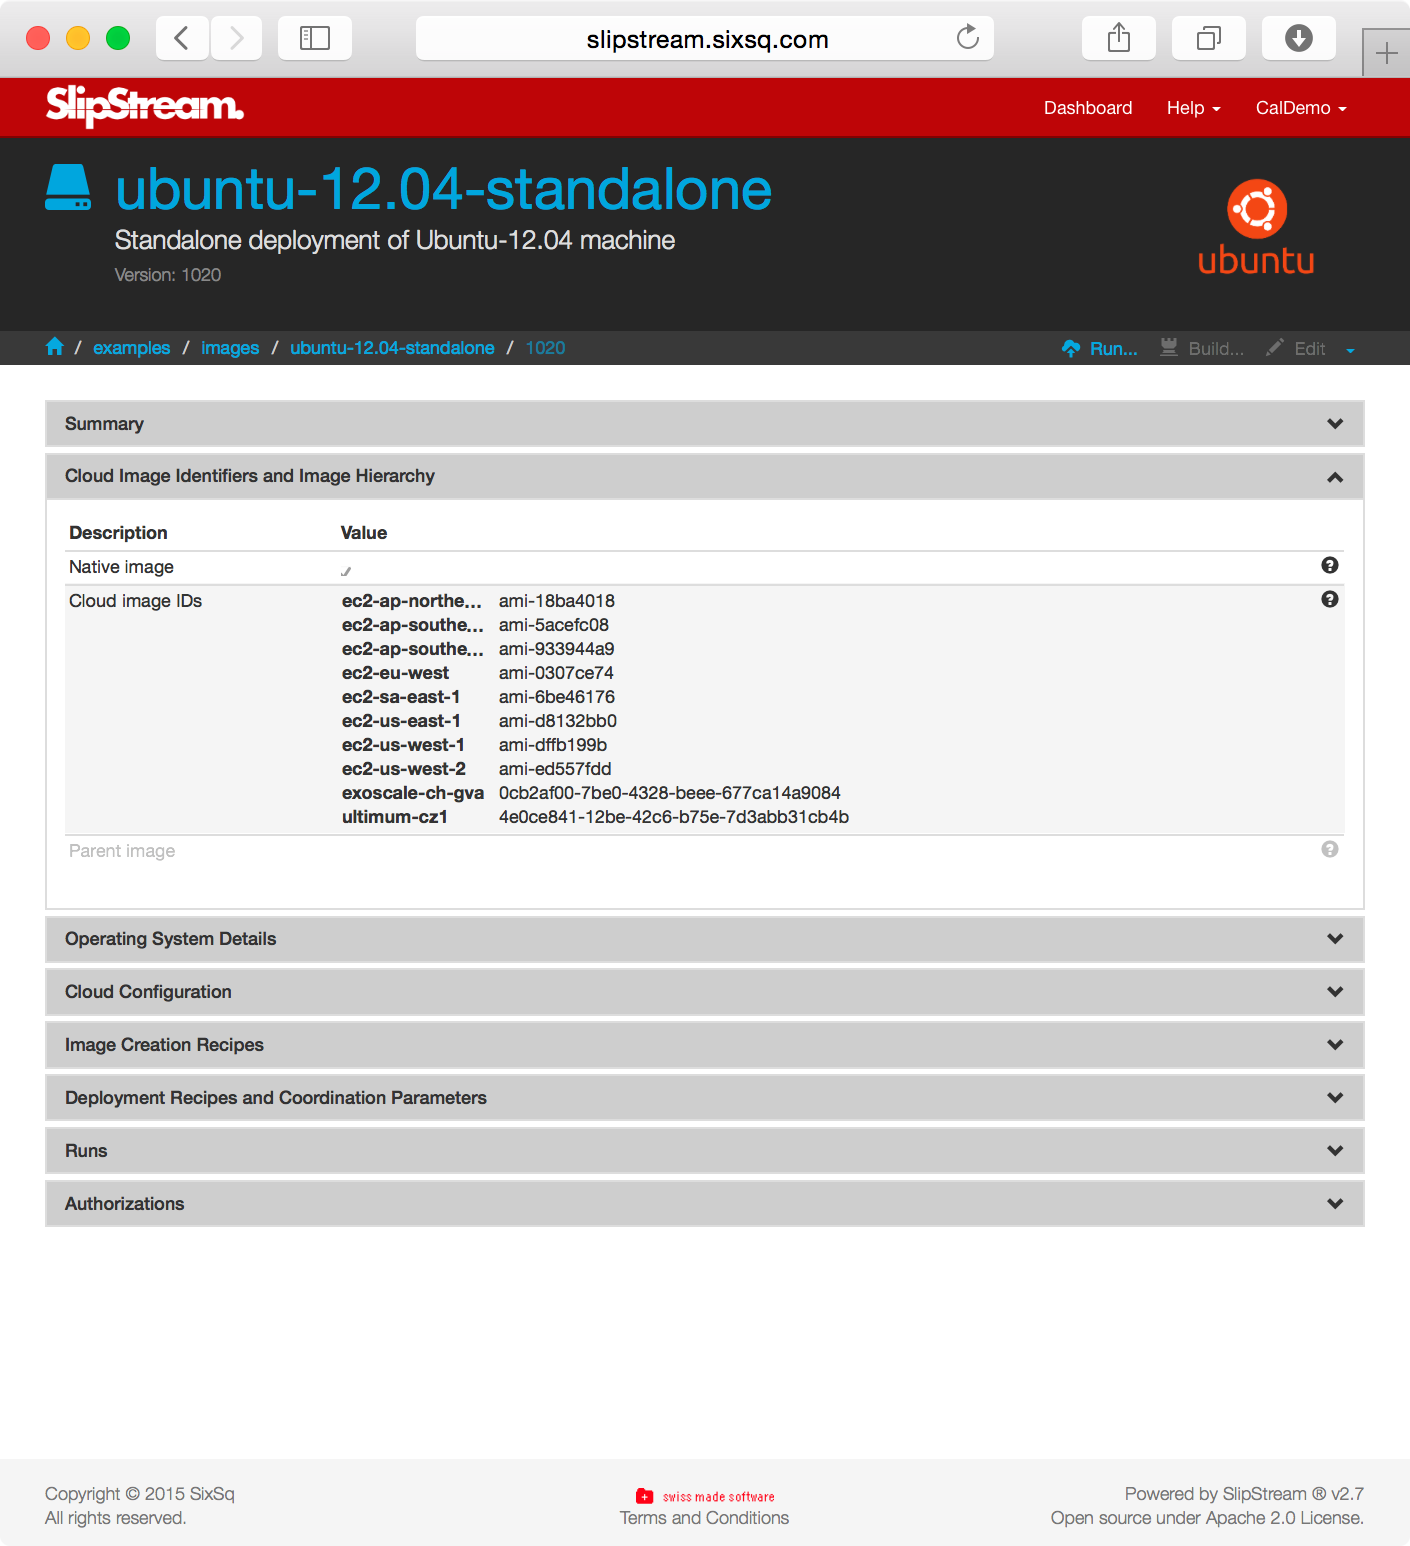 slipstream.sixsq.com
SlipStream.
Dashboard Help CalDemo
ubuntu-12.04-standalone
Standalone deployment of Ubuntu-12.04 machine
Version: 1020
ubuntu
/ examples / images / ubuntu-12.04-standalone / 1020
Run... Build... Edit
Summary
Cloud Image Identifiers and Image Hierarchy
Description Value
Native image
Cloud image IDs ec2-ap-northe... ami-18ba4018
ec2-ap-southe... ami-5acefc08
ec2-ap-southe... ami-933944a9
ec2-eu-west ami-0307ce74
ec2-sa-east-1 ami-6be46176
ec2-us-east-1 ami-d8132bb0
ec2-us-west-1 ami-dffb199b
ec2-us-west-2 ami-ed557fdd
exoscale-ch-gva 0cb2af00-7be0-4328-beee-677ca14a9084
ultimum-cz1 4e0ce841-12be-42c6-b75e-7d3abb31cb4b
Parent image
Operating System Details
Cloud Configuration
Image Creation Recipes
Deployment Recipes and Coordination Parameters
Runs
Authorizations
Copyright © 2015 SixSq
All rights reserved.
swiss made software
Terms and Conditions
Powered by SlipStream ® v2.7
Open source under Apache 2.0 License.